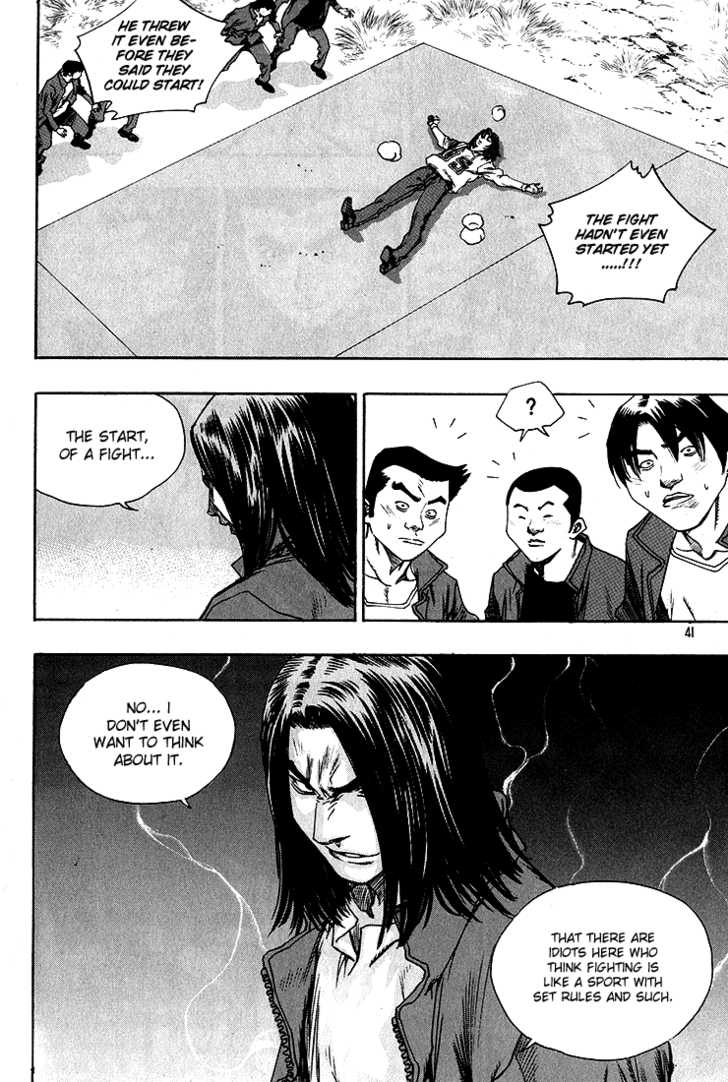 HE THREW
IT EVEN BE-
FORE THEY
SAID THEY
COULD START!
THE FIGHT
HADN'T EVEN
STARTED YET
.....!!!
THE START,
OF A FIGHT...
?
41
NO... I
DON'T EVEN
WANT TO THINK
ABOUT IT.
THAT THERE ARE
IDIOTS HERE WHO
THINK FIGHTING IS
LIKE A SPORT WITH
SET RULES AND SUCH.